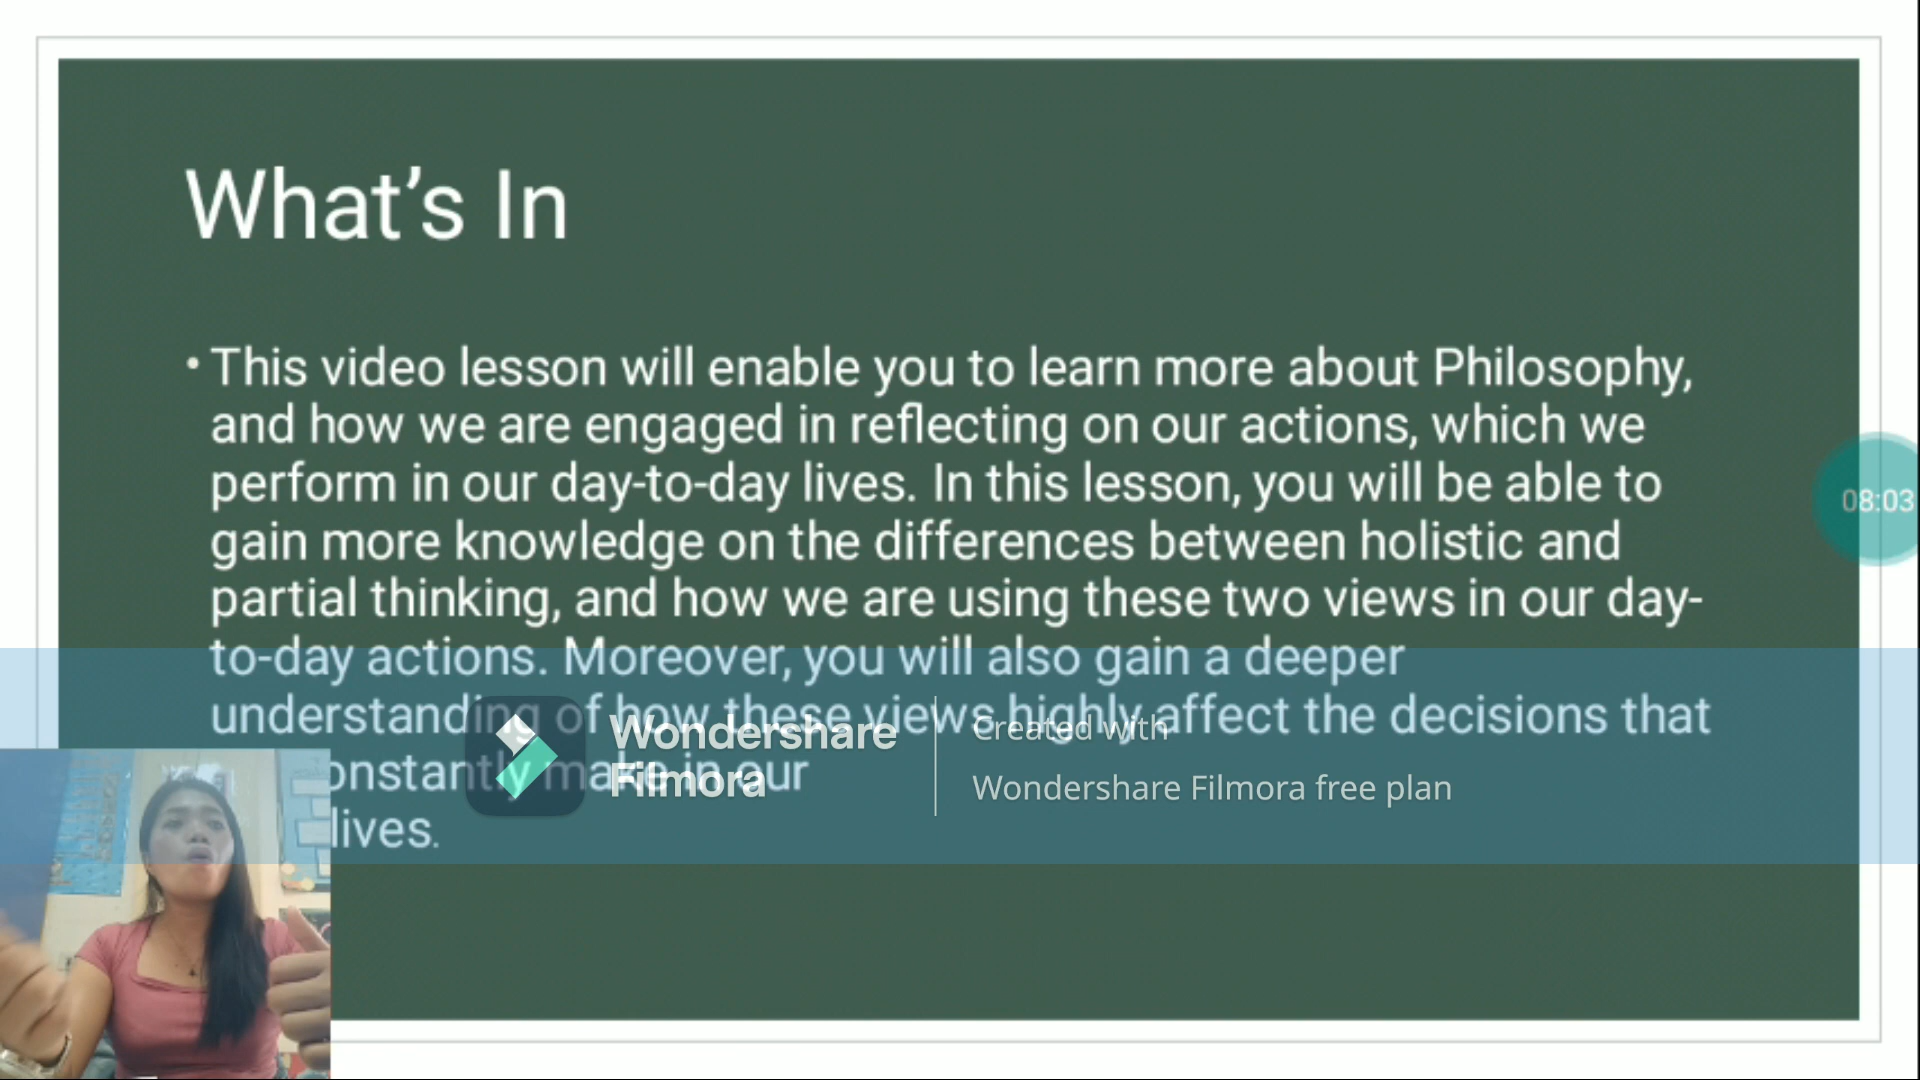 What's In
• This video lesson will enable you to learn more about Philosophy,
and how we are engaged in reflecting on our actions, which we
perform in our day-to-day lives. In this lesson, you will be able to
gain more knowledge on the differences between holistic and
partial thinking, and how we are using these two views in our day-
to-day actions. Moreover, you will also gain a deeper
understanding of how these views highly affect the decisions that
onstantly make in our
lives.
08:03
Wondershare
Filmora
Created with
Wondershare Filmora free plan